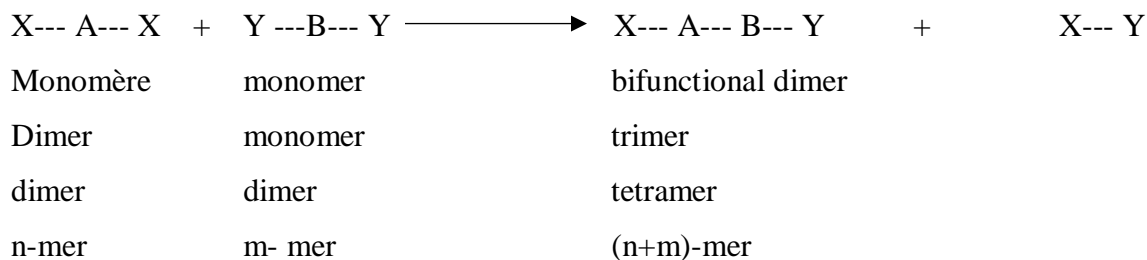 X--- A--- X + Y ---B--- Y ⟶ X--- A--- B--- Y + X--- Y
Monomère monomer bifunctional dimer
Dimer monomer trimer
dimer dimer tetramer
n-mer m- mer (n+m)-mer